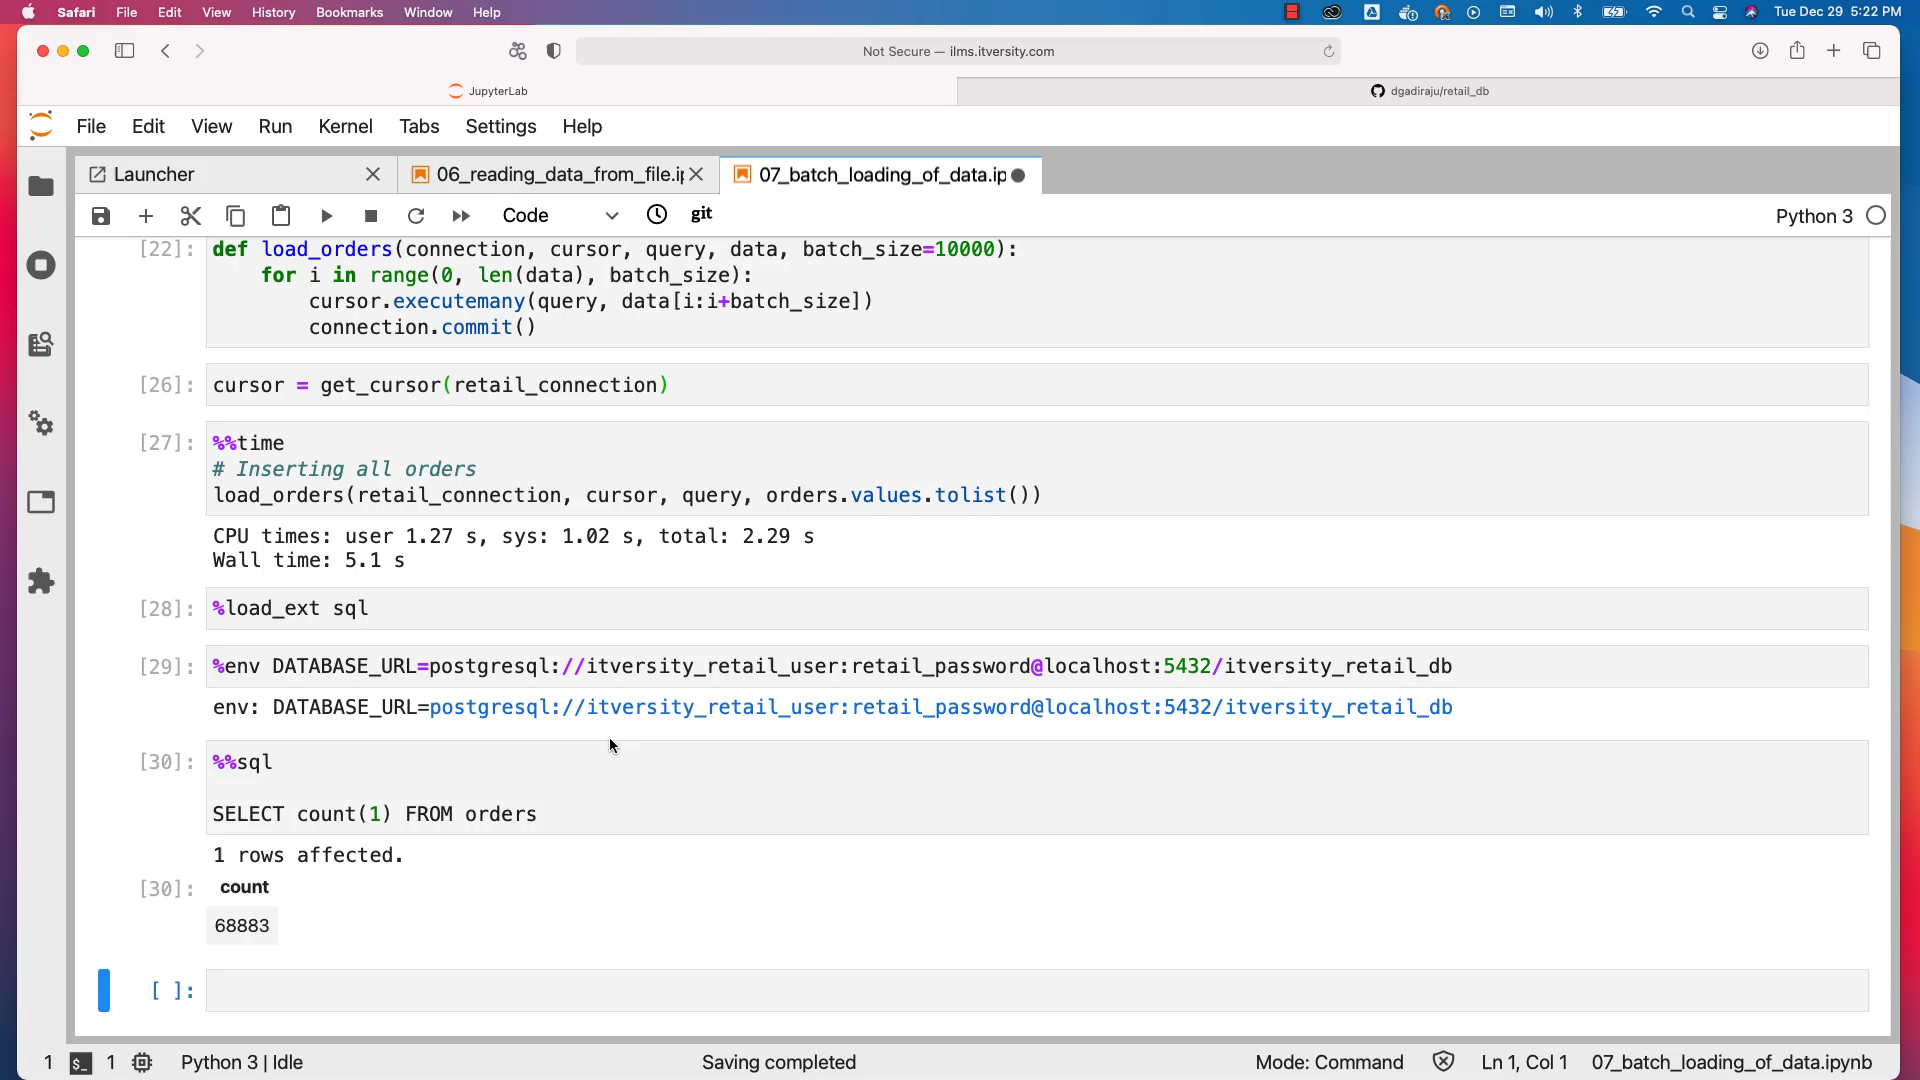 Safari File Edit View History Bookmarks Window Help Tue Dec 29 5:22 PM
Not Secure — ilms.itversity.com
JupyterLab
dgadiraju/retail_db
File Edit View Run Kernel Tabs Settings Help
Launcher
06_reading_data_from_file.ip
07_batch_loading_of_data.ip
Code
git
Python 3
[22]: def load_orders(connection, cursor, query, data, batch_size=10000):
for i in range(0, len(data), batch_size):
cursor.executemany(query, data[i:i+batch_size])
connection.commit()
[26]: cursor = get_cursor(retail_connection)
[27]: %%time
# Inserting all orders
load_orders(retail_connection, cursor, query, orders.values.tolist())
CPU times: user 1.27 s, sys: 1.02 s, total: 2.29 s
Wall time: 5.1 s
[28]: %load_ext sql
[29]: %env DATABASE_URL=postgresql://itversity_retail_user:retail_password@localhost:5432/itversity_retail_db
env: DATABASE_URL=postgresql://itversity_retail_user:retail_password@localhost:5432/itversity_retail_db
[30]: %%sql
SELECT count(1) FROM orders
1 rows affected.
[30]: count
68883
[ ]:
1 $_ 1 Python 3 | Idle Saving completed Mode: Command Ln 1, Col 1 07_batch_loading_of_data.ipynb